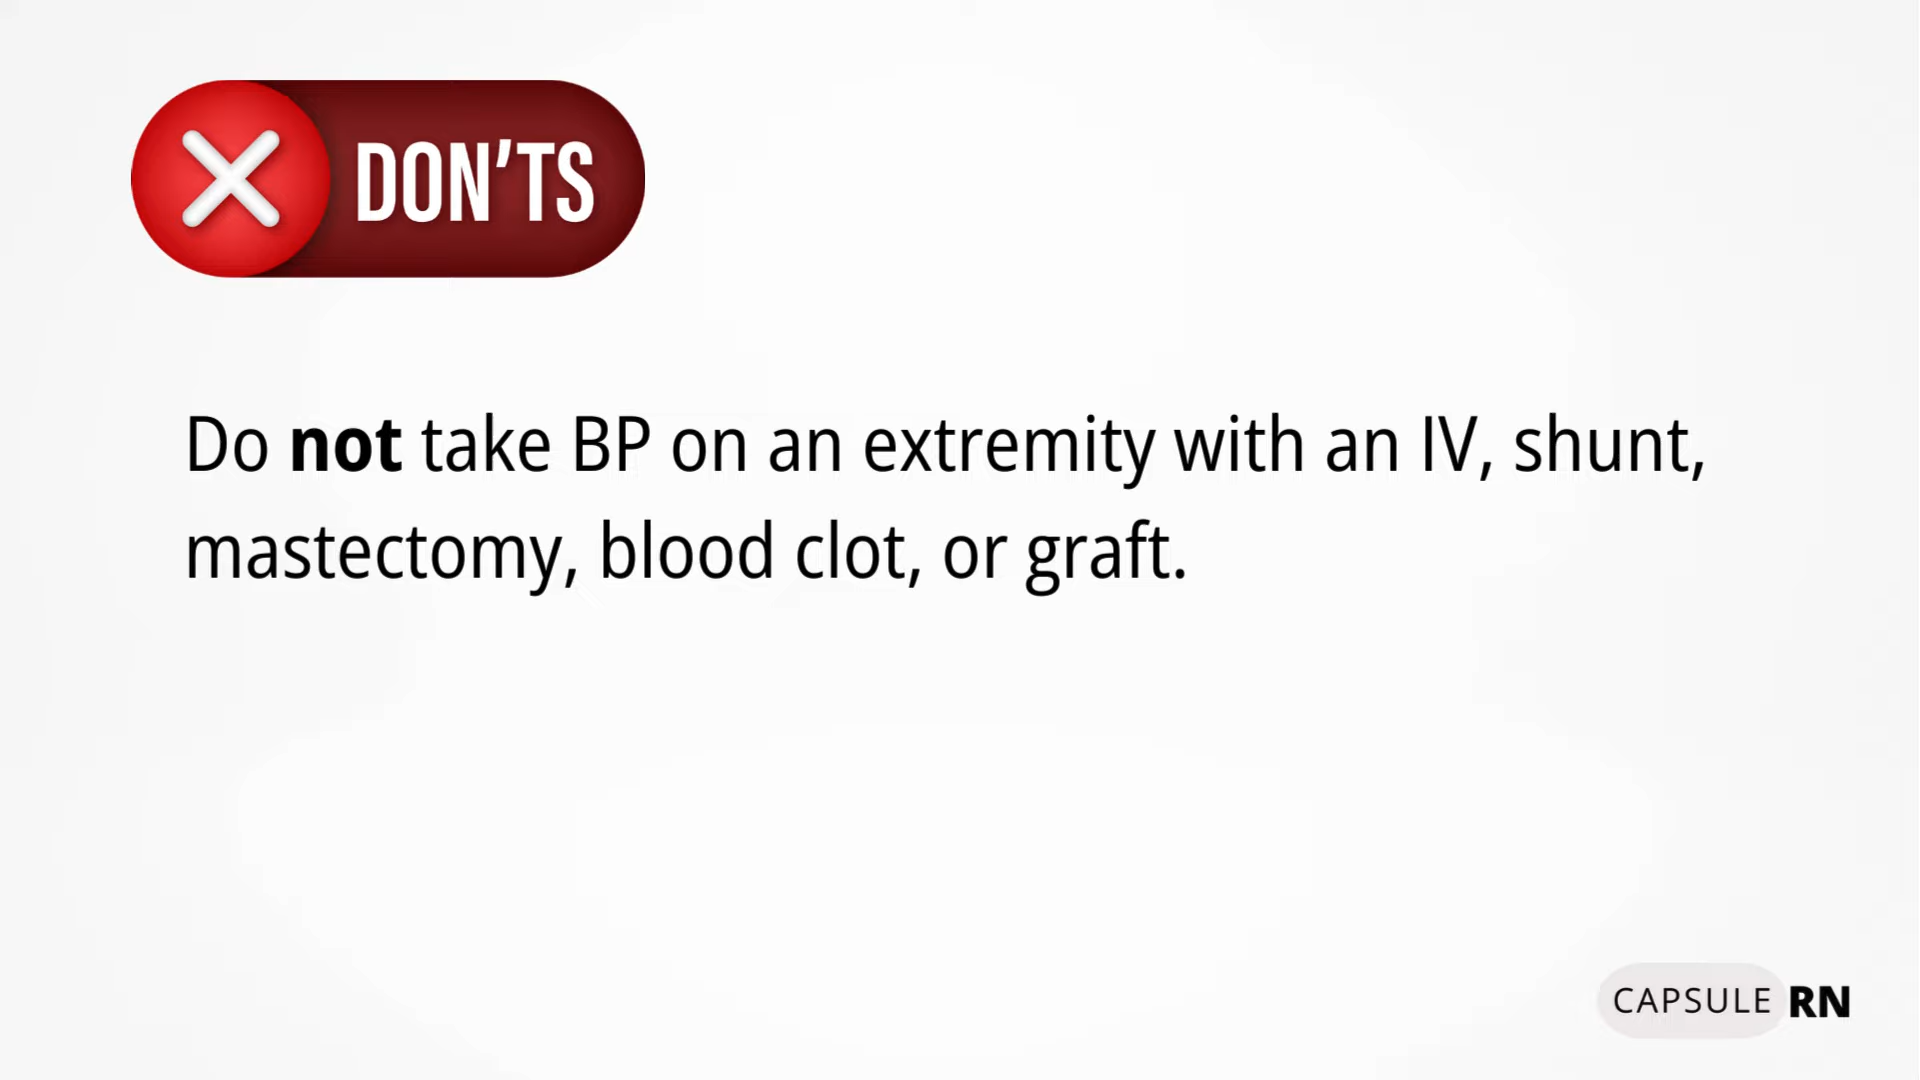 DON'TS
Do not take BP on an extremity with an IV, shunt,
mastectomy, blood clot, or graft.
CAPSULE RN